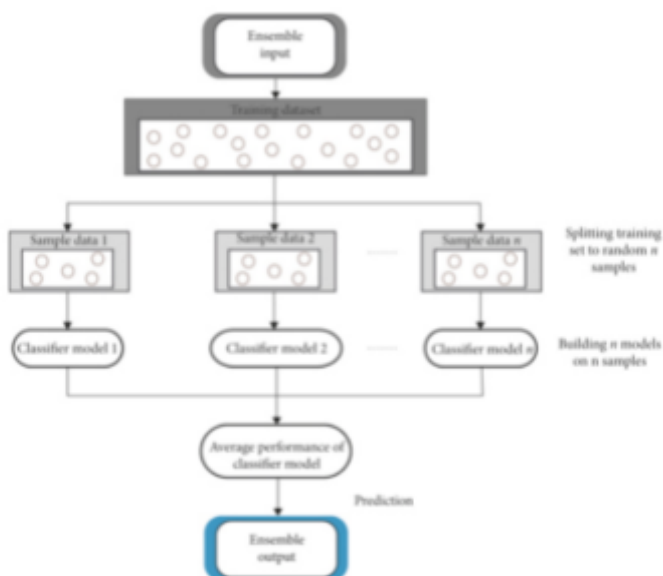 Ensemble
input
Training dataset
Sample data 1
Sample data 2
Sample data n
Splitting training
set to random n
samples
Classifier model 1
Classifier model 2
Classifier model n
Building n models
on n samples
Average performance of
classifier model
Prediction
Ensemble
output